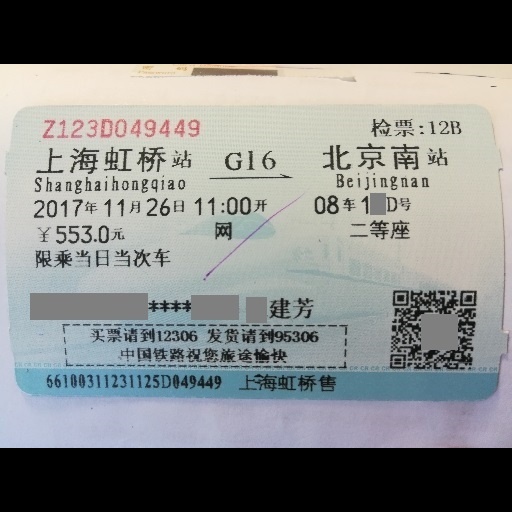 Z123D049449 检票:12B
上海虹桥站 G16 北京南站
Shanghaihongqiao Beijingnan
2017年11月26日11:00开 08车1 D号
￥553.0元 网 二等座
限乘当日当次车
**** 建芳
买票请到12306 发货请到95306
中国铁路祝您旅途愉快
66100311231125D049449 上海虹桥售